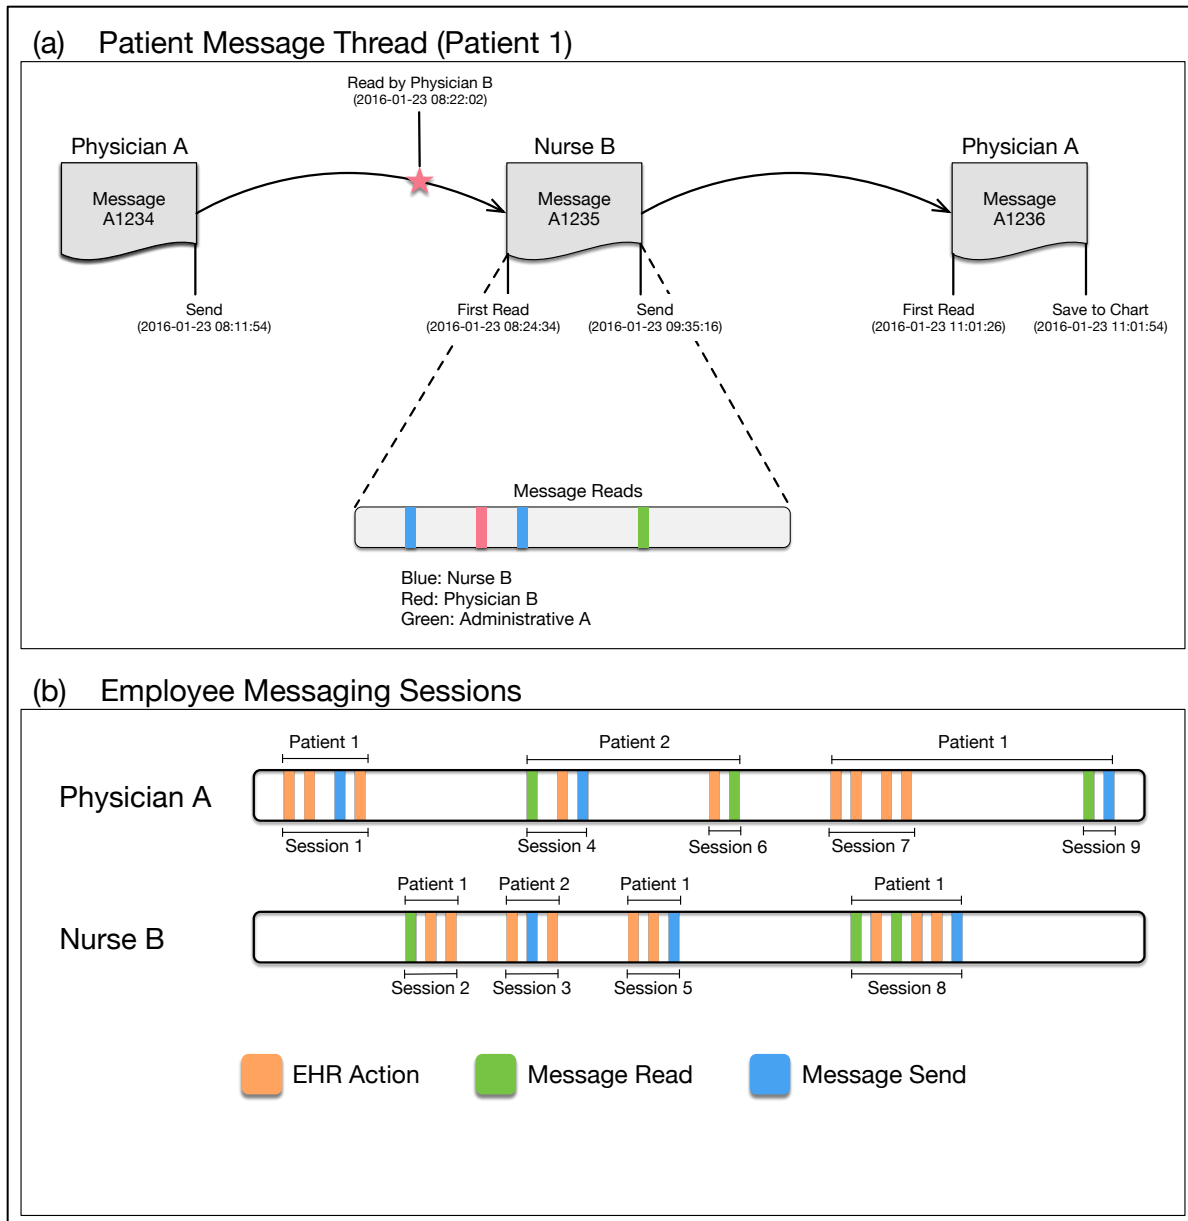 (a) Patient Message Thread (Patient 1)
Read by Physician B
(2016-01-23 08:22:02)
Physician A
Nurse B
Physician A
Message
A1234
Message
A1235
Message
A1236
Send
(2016-01-23 08:11:54)
First Read
(2016-01-23 08:24:34)
Send
(2016-01-23 09:35:16)
First Read
(2016-01-23 11:01:26)
Save to Chart
(2016-01-23 11:01:54)
Message Reads
Blue: Nurse B
Red: Physician B
Green: Administrative A
(b) Employee Messaging Sessions
Patient 1
Patient 2
Patient 1
Physician A
Session 1
Session 4
Session 6
Session 7
Session 9
Patient 1
Patient 2
Patient 1
Patient 1
Nurse B
Session 2
Session 3
Session 5
Session 8
EHR Action
Message Read
Message Send